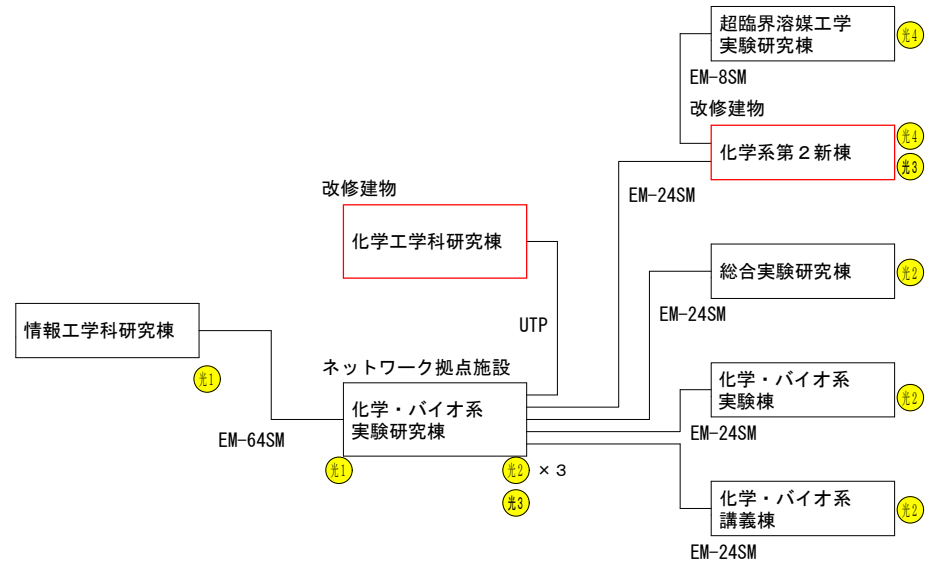 超臨界溶媒工学
実験研究棟
光4
EM-8SM
改修建物
化学系第２新棟
光4
光3
EM-24SM
改修建物
化学工学科研究棟
総合実験研究棟
光2
EM-24SM
UTP
情報工学科研究棟
光1
EM-64SM
ネットワーク拠点施設
化学・バイオ系
実験研究棟
光1
光2 ×３
光3
化学・バイオ系
実験棟
光2
EM-24SM
化学・バイオ系
講義棟
光2
EM-24SM